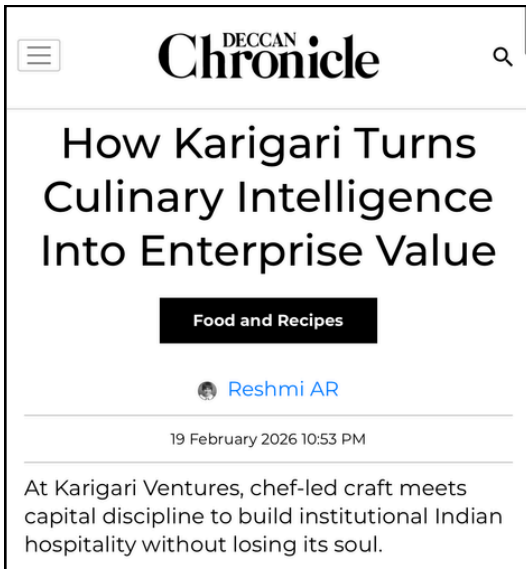 DECCAN
Chronicle
How Karigari Turns
Culinary Intelligence
Into Enterprise Value
Food and Recipes
Reshmi AR
19 February 2026 10:53 PM
At Karigari Ventures, chef-led craft meets
capital discipline to build institutional Indian
hospitality without losing its soul.